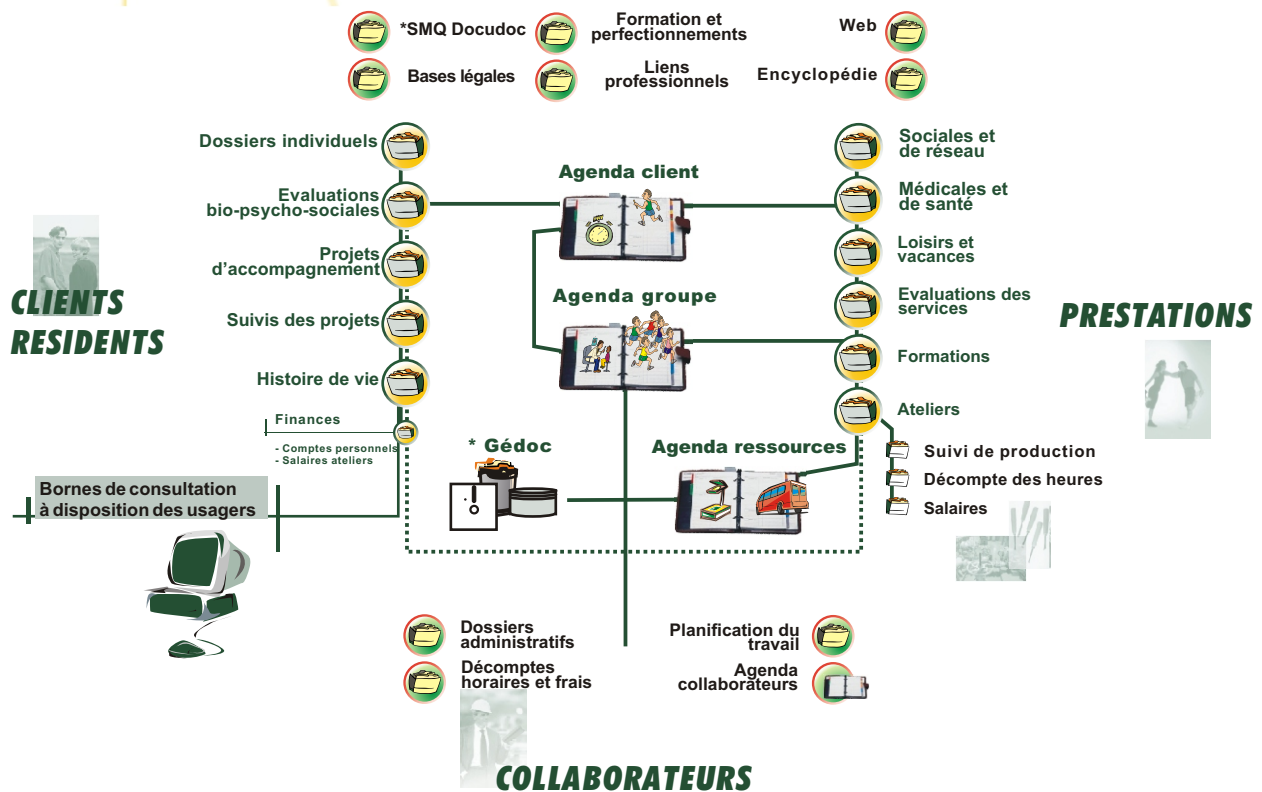 *SMQ Docudoc
Formation et
perfectionnements
Web
Bases légales
Liens
professionnels
Encyclopédie
Dossiers individuels
Evaluations
bio-psycho-sociales
Projets
d'accompagnement
Suivis des projets
Histoire de vie
Finances
- Comptes personnels
- Salaires ateliers
CLIENTS
RESIDENTS
Bornes de consultation
à disposition des usagers
Agenda client
Agenda groupe
* Gédoc
Agenda ressources
Sociales et
de réseau
Médicales et
de santé
Loisirs et
vacances
Evaluations des
services
Formations
Ateliers
Suivi de production
Décompte des heures
Salaires
PRESTATIONS
Dossiers
administratifs
Décomptes
horaires et frais
Planification du
travail
Agenda
collaborateurs
COLLABORATEURS